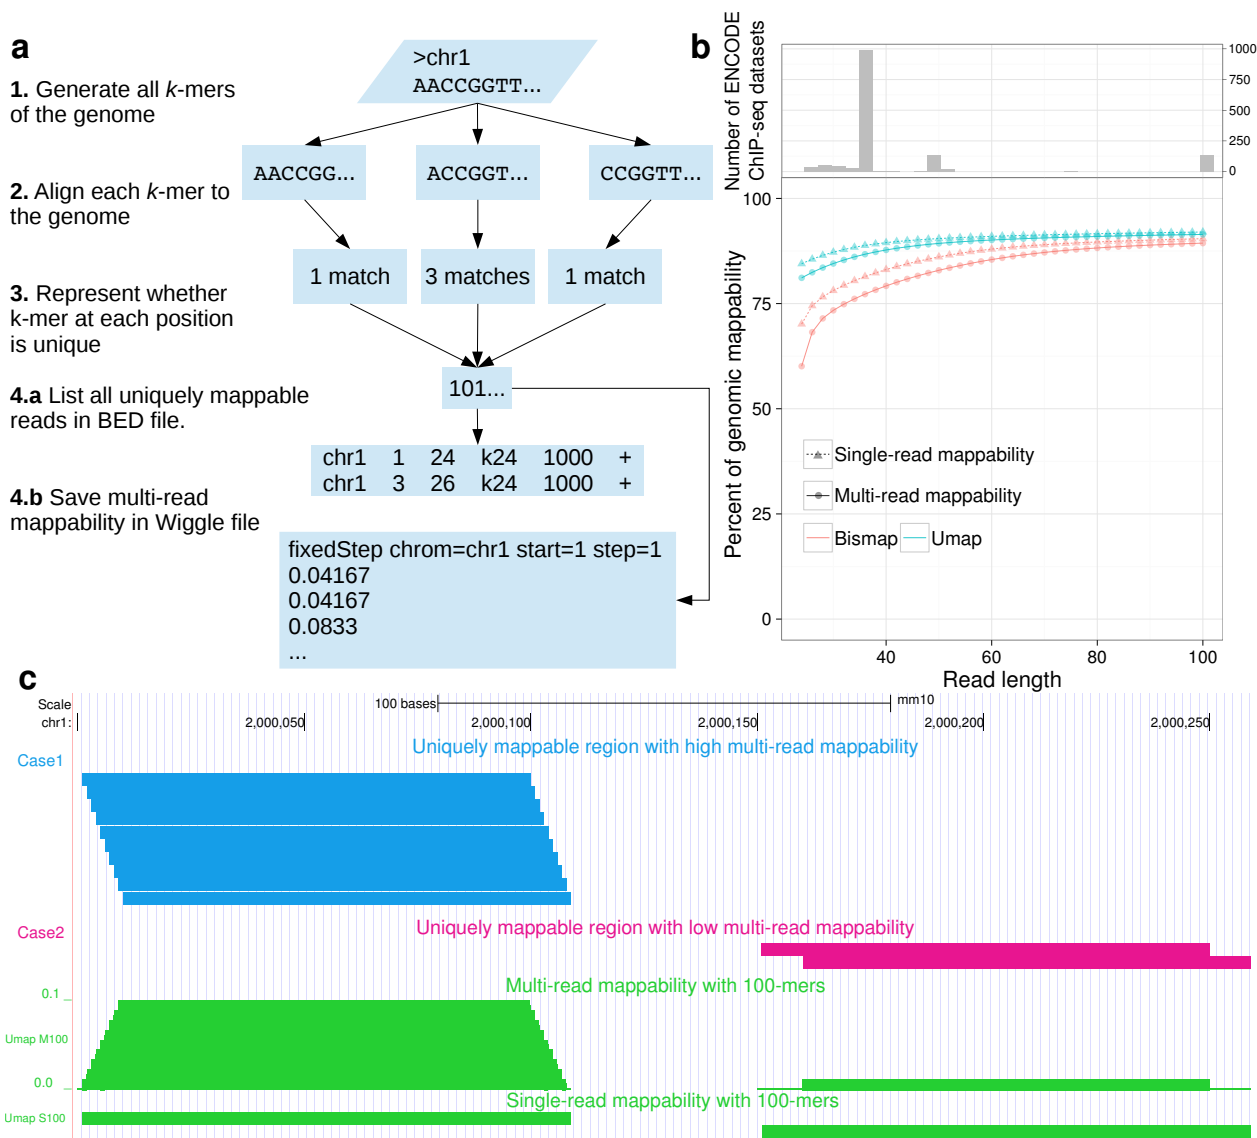 a
1. Generate all k-mers
of the genome
2. Align each k-mer to
the genome
3. Represent whether
k-mer at each position
is unique
4.a List all uniquely mappable
reads in BED file.
4.b Save multi-read
mappability in Wiggle file
>chr1
AACCGGTT...
AACCGG...
ACCGGT...
CCGGTT...
1 match
3 matches
1 match
101...
chr1 1 24 k24 1000 +
chr1 3 26 k24 1000 +
fixedStep chrom=chr1 start=1 step=1
0.04167
0.04167
0.0833
...
b
Number of ENCODE
ChIP-seq datasets
1000
750
500
250
0
Percent of genomic mappability
100
75
50
25
0
Single-read mappability
Multi-read mappability
Bismap
Umap
40
60
80
100
Read length
c
Scale
100 bases
mm10
chr1:
2,000,050
2,000,100
2,000,150
2,000,200
2,000,250
Uniquely mappable region with high multi-read mappability
Case1
Uniquely mappable region with low multi-read mappability
Case2
Multi-read mappability with 100-mers
0.1
Umap M100
0.0
Single-read mappability with 100-mers
Umap S100